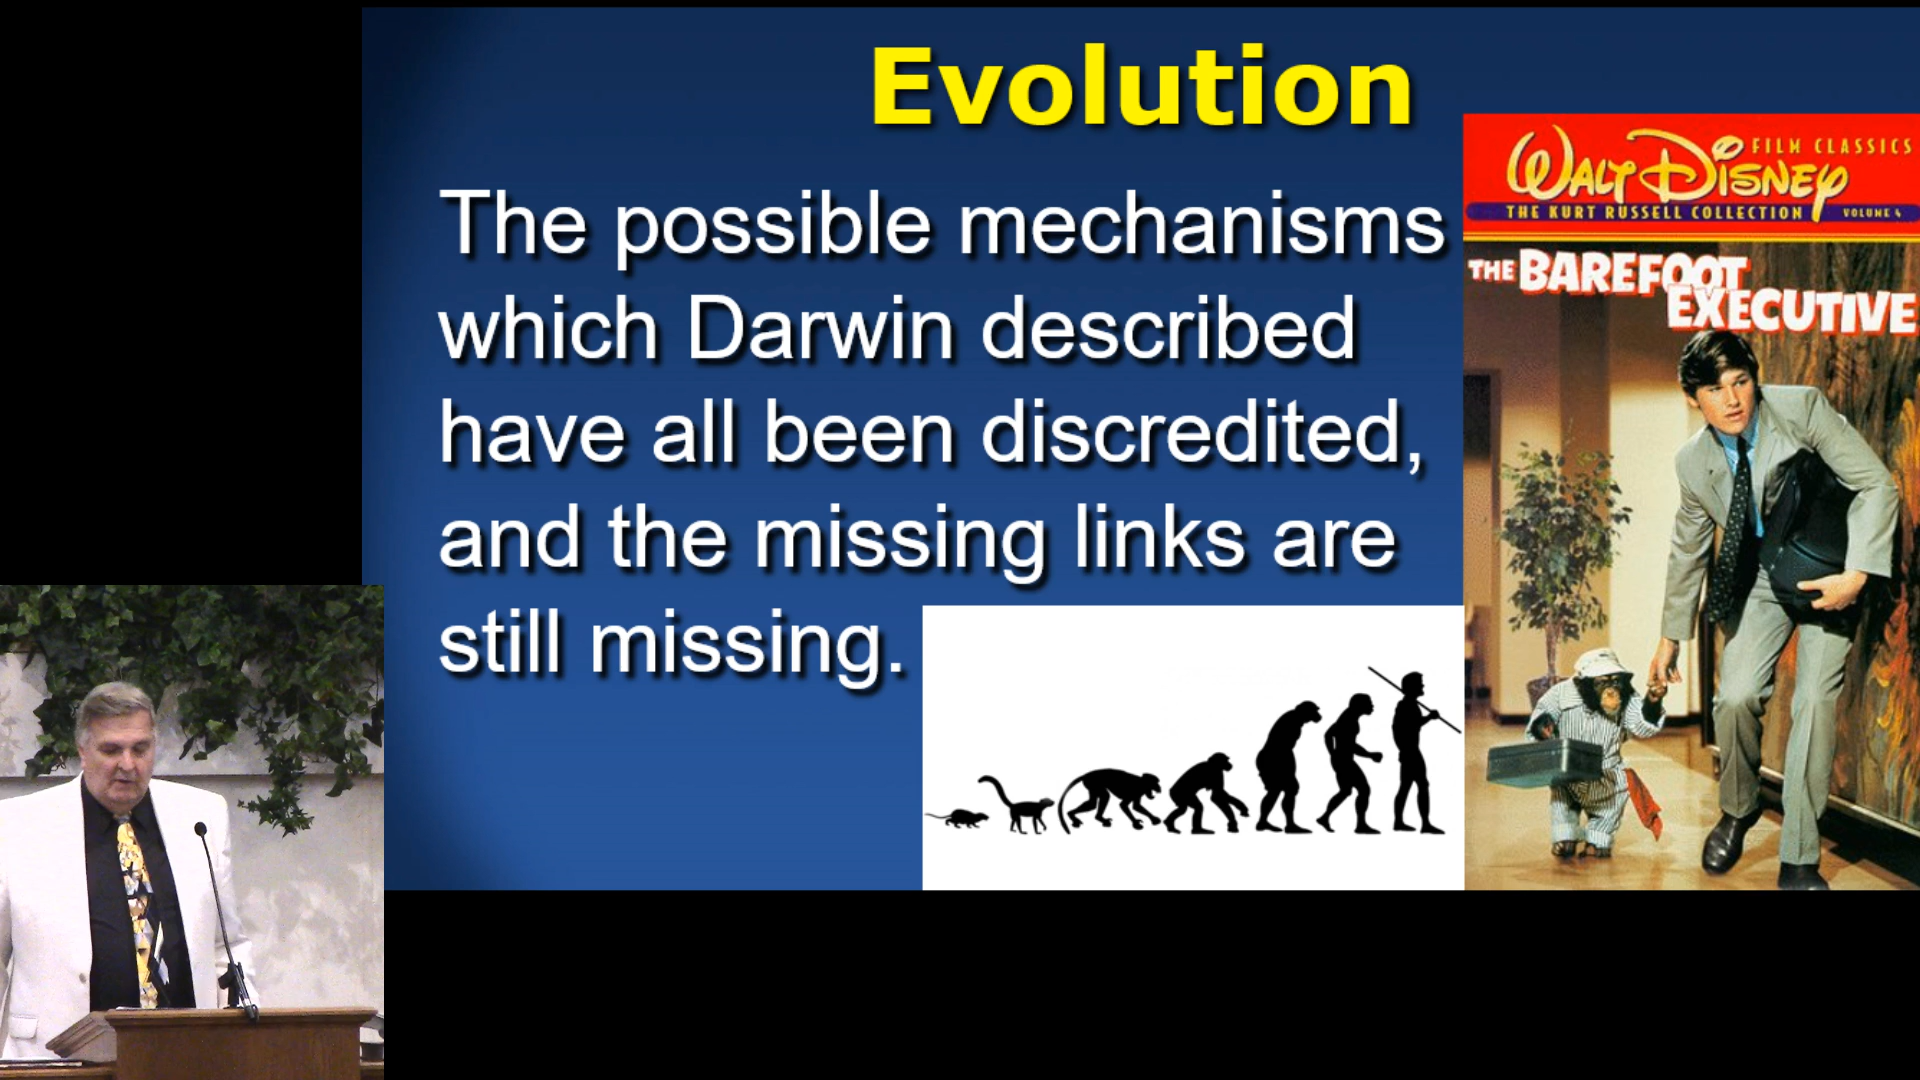 Evolution
The possible mechanisms
which Darwin described
have all been discredited,
and the missing links are
still missing.
WALT DISNEY FILM CLASSICS
THE KURT RUSSELL COLLECTION VOLUME 4
THE BAREFOOT
EXECUTIVE